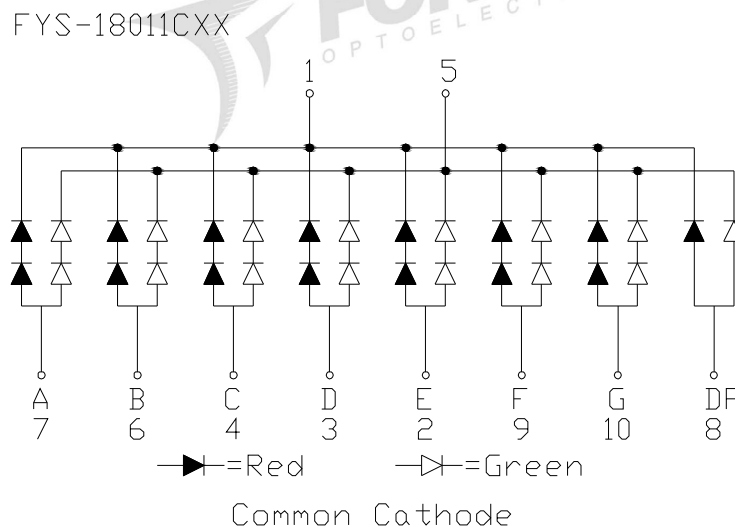 FYS-18011CXX
1 5
A B C D E F G DP
7 6 4 3 2 9 10 8
=Red =Green
Common Cathode